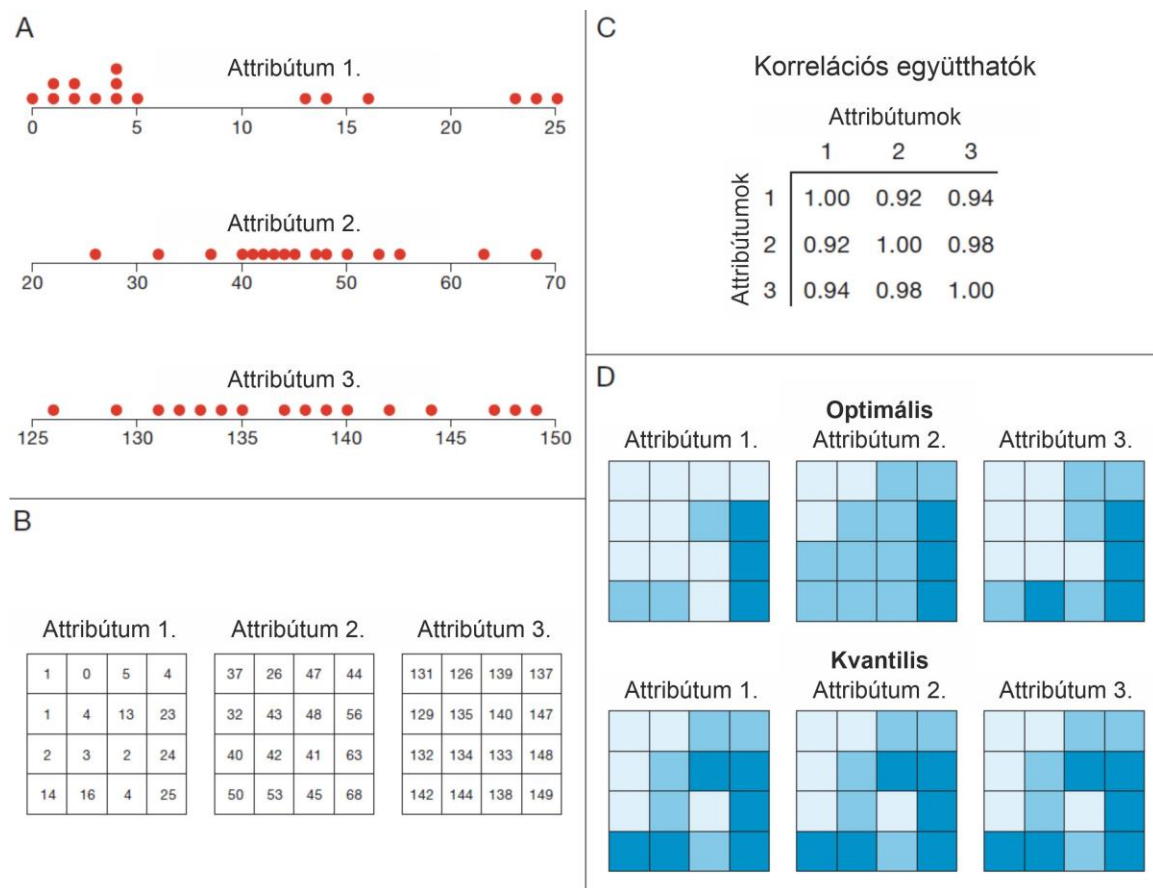 A
Attribútum 1.
0 5 10 15 20 25
Attribútum 2.
20 30 40 50 60 70
Attribútum 3.
125 130 135 140 145 150
B
Attribútum 1.
1 0 5 4
1 4 13 23
2 3 2 24
14 16 4 25
Attribútum 2.
37 26 47 44
32 43 48 56
40 42 41 63
50 53 45 68
Attribútum 3.
131 126 139 137
129 135 140 147
132 134 133 148
142 144 138 149
C
Korrelációs együtthatók
Attribútumok
1 2 3
Attribútumok
1 1.00 0.92 0.94
2 0.92 1.00 0.98
3 0.94 0.98 1.00
D
Optimális
Attribútum 1. Attribútum 2. Attribútum 3.
Kvantilis
Attribútum 1. Attribútum 2. Attribútum 3.